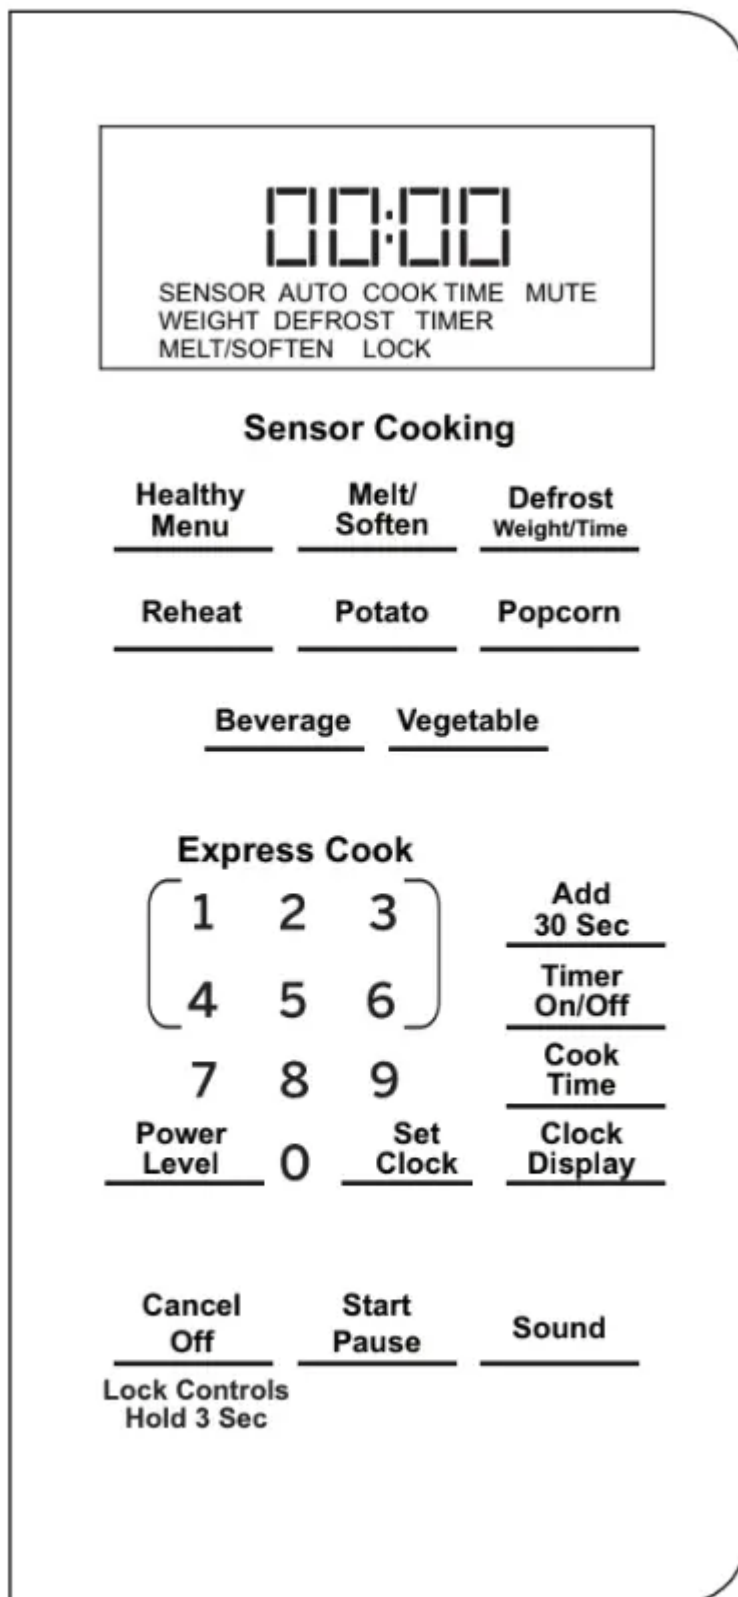 00:00
SENSOR AUTO COOK TIME MUTE
WEIGHT DEFROST TIMER
MELT/SOFTEN LOCK
Sensor Cooking
Healthy
Menu
Melt/
Soften
Defrost
Weight/Time
Reheat
Potato
Popcorn
Beverage
Vegetable
Express Cook
1 2 3
Add
30 Sec
4 5 6
Timer
On/Off
7 8 9
Cook
Time
Power
Level
0
Set
Clock
Clock
Display
Cancel
Off
Start
Pause
Sound
Lock Controls
Hold 3 Sec